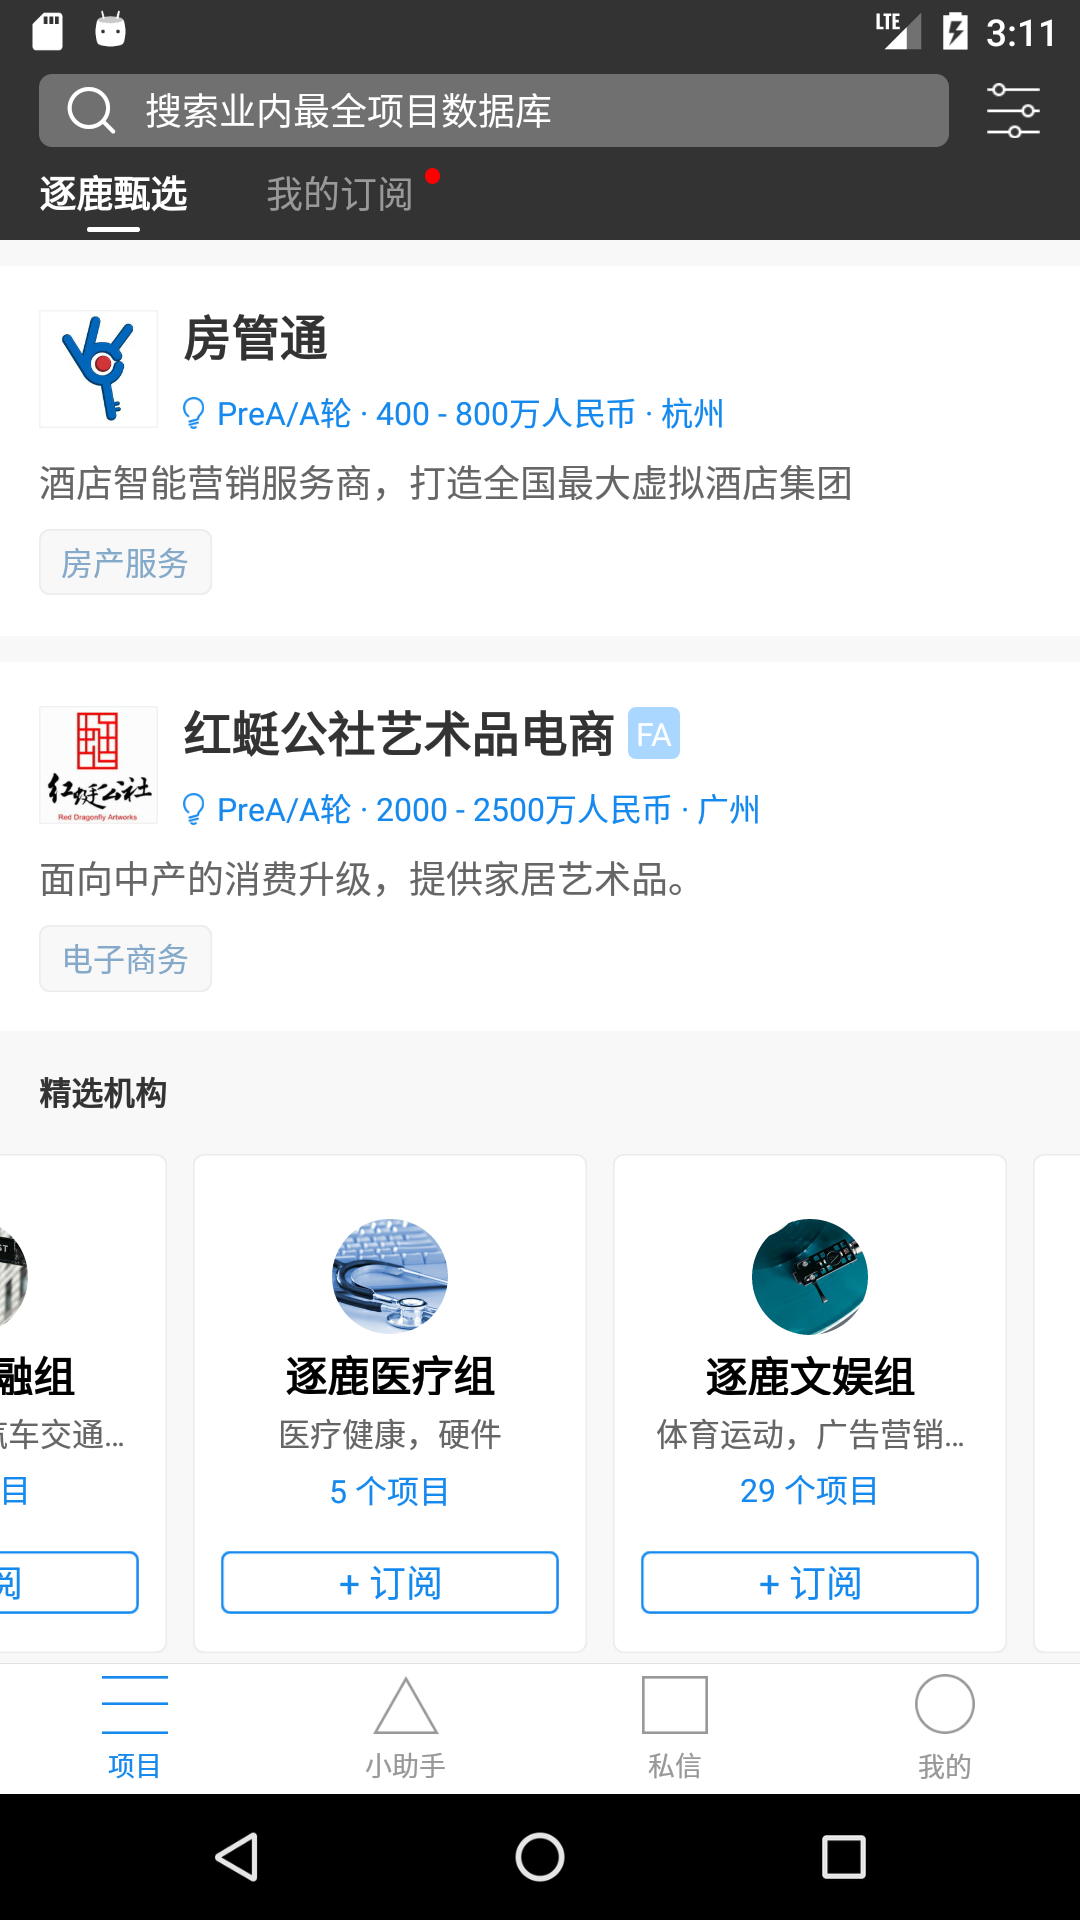 LTE 3:11
搜索业内最全项目数据库
逐鹿甄选 我的订阅
房管通
PreA/A轮 · 400 - 800万人民币 · 杭州
酒店智能营销服务商，打造全国最大虚拟酒店集团
房产服务
红蜓公社艺术品电商 FA
红蜓公社
Red Dragonfly Artworks
PreA/A轮 · 2000 - 2500万人民币 · 广州
面向中产的消费升级，提供家居艺术品。
电子商务
精选机构
融组 逐鹿医疗组 逐鹿文娱组
汽车交通... 医疗健康，硬件 体育运动，广告营销...
目 5 个项目 29 个项目
阅 + 订阅 + 订阅
项目 小助手 私信 我的